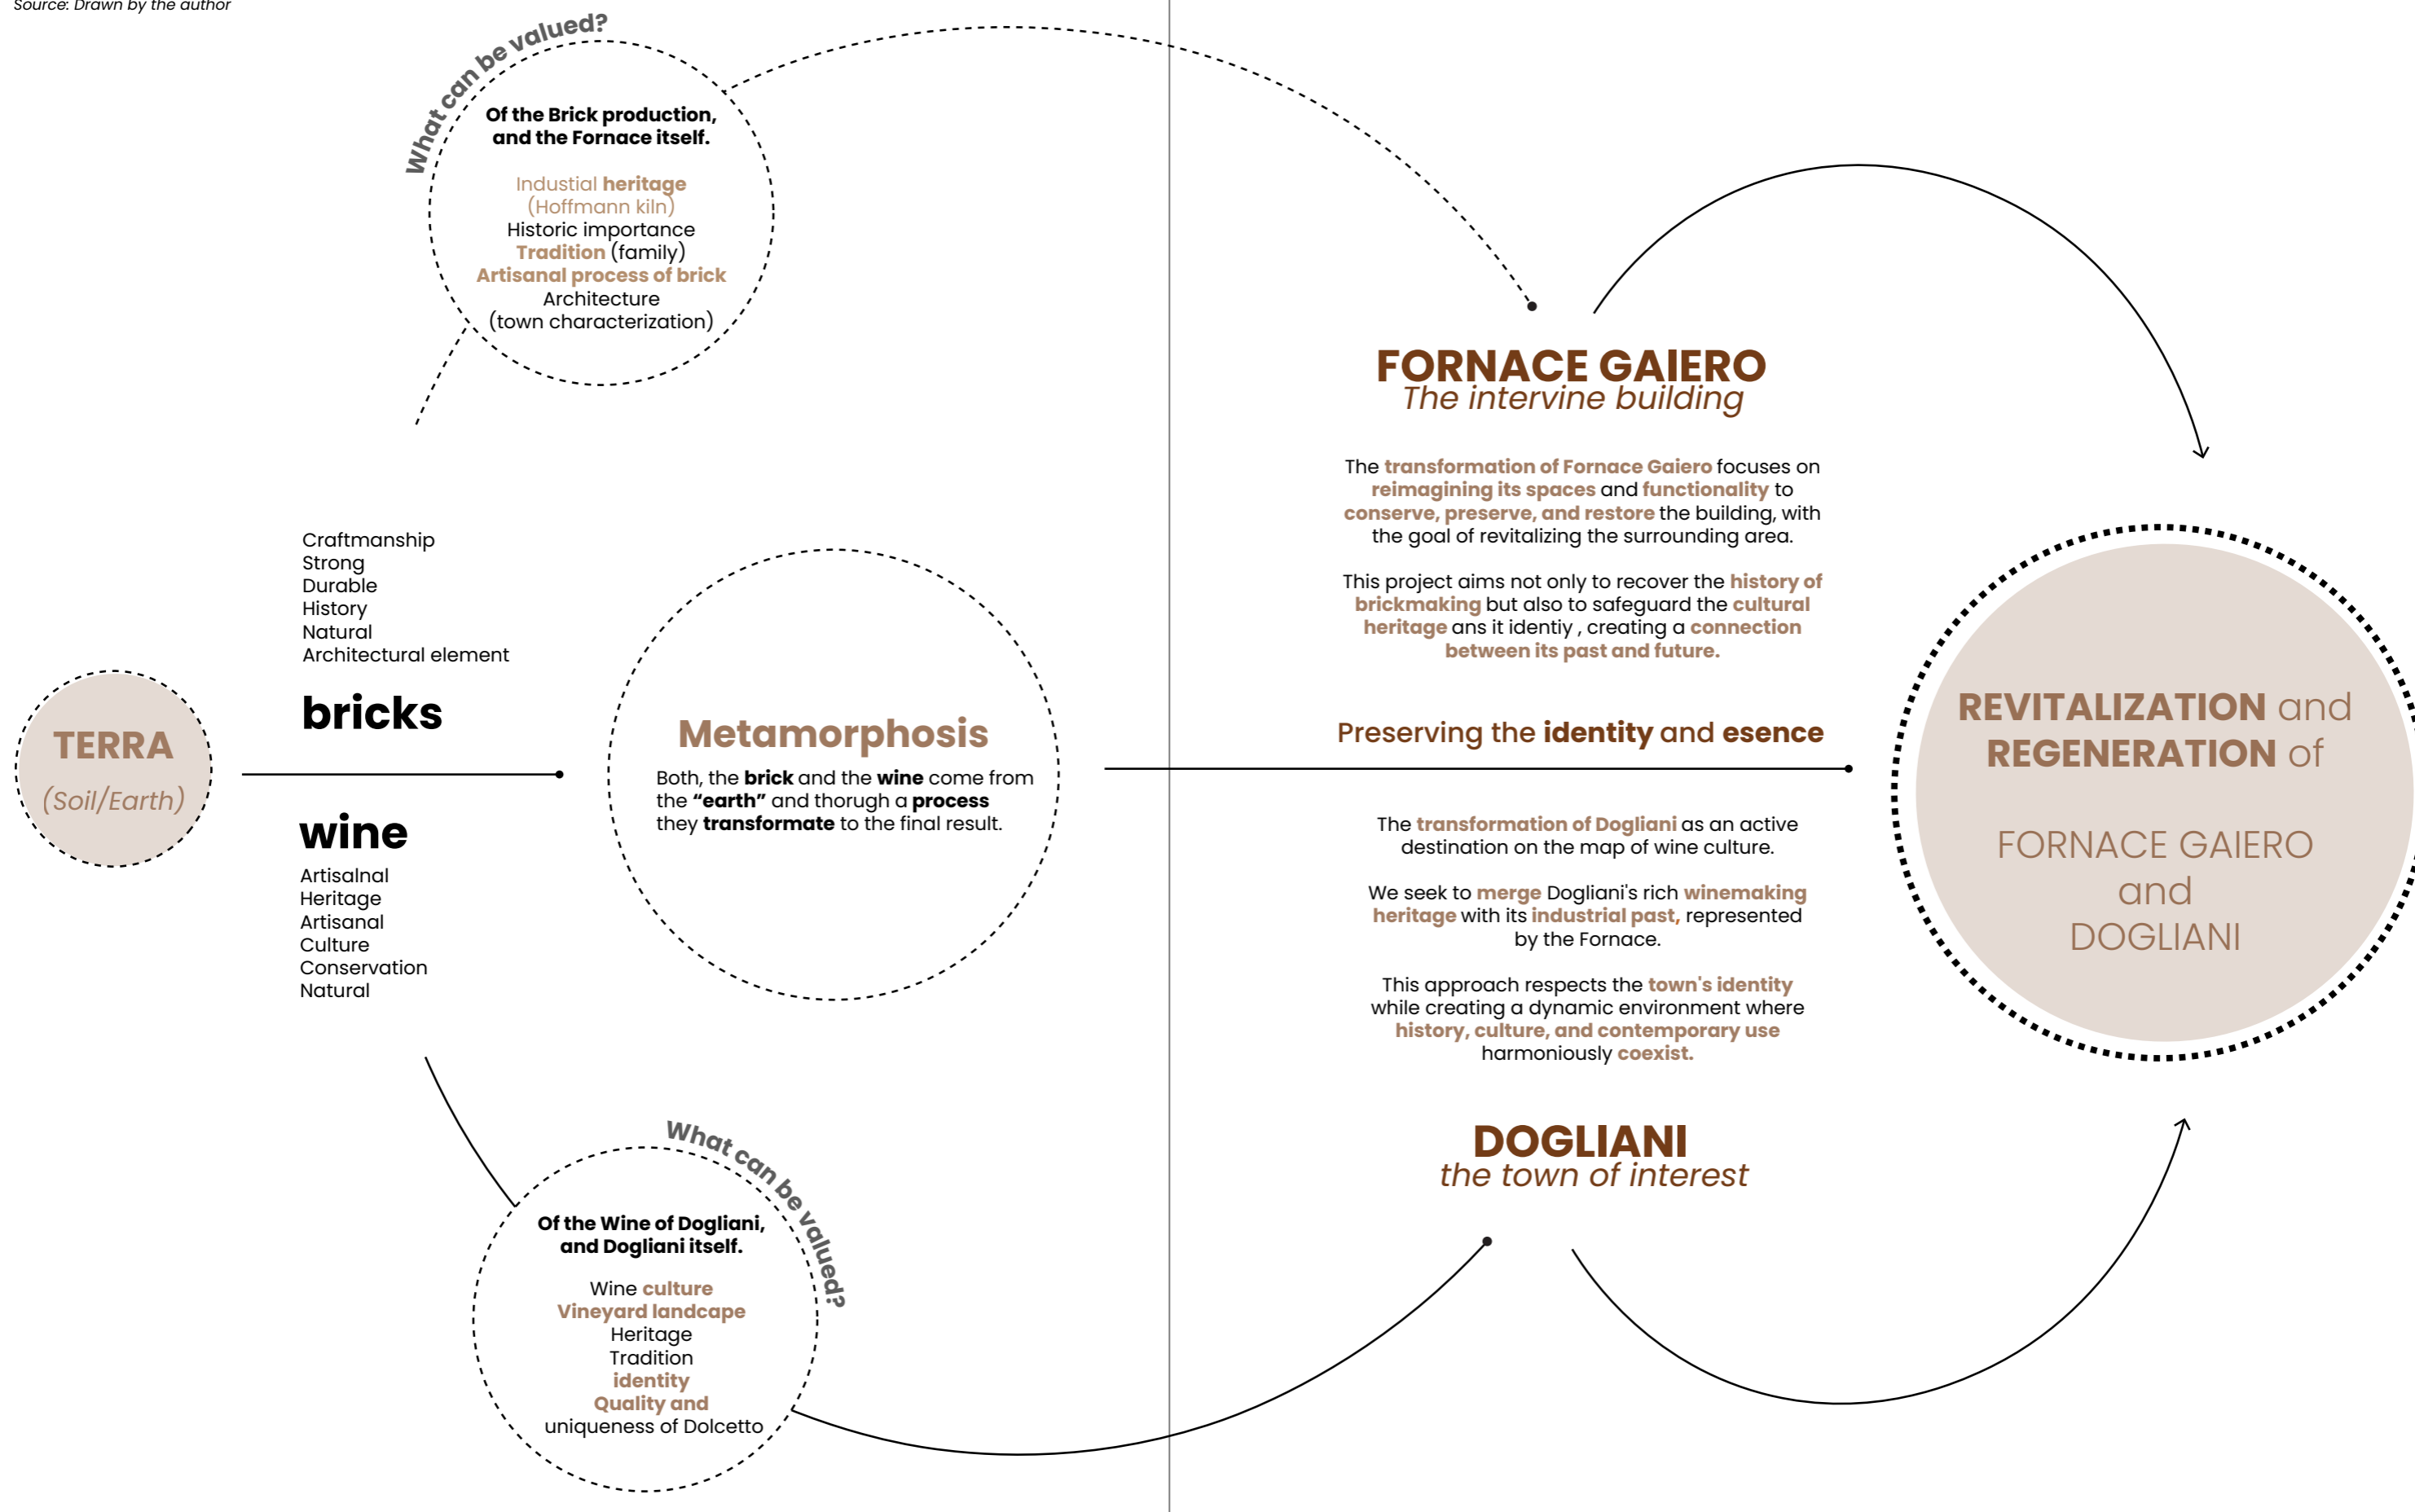 Source: Drawn by the author
What can be valued?
Of the Brick production,
and the Fornace itself.
Industial heritage
(Hoffmann kiln)
Historic importance
Tradition (family)
Artisanal process of brick
Architecture
(town characterization)
Craftmanship
Strong
Durable
History
Natural
Architectural element
bricks
TERRA
(Soil/Earth)
wine
Artisalnal
Heritage
Artisanal
Culture
Conservation
Natural
Metamorphosis
Both, the brick and the wine come from
the “earth” and thorugh a process
they transformate to the final result.
What can be valued?
Of the Wine of Dogliani,
and Dogliani itself.
Wine culture
Vineyard landcape
Heritage
Tradition
identity
Quality and
uniqueness of Dolcetto
FORNACE GAIERO
The intervine building
The transformation of Fornace Gaiero focuses on
reimagining its spaces and functionality to
conserve, preserve, and restore the building, with
the goal of revitalizing the surrounding area.
This project aims not only to recover the history of
brickmaking but also to safeguard the cultural
heritage ans it identiy , creating a connection
between its past and future.
Preserving the identity and esence
The transformation of Dogliani as an active
destination on the map of wine culture.
We seek to merge Dogliani's rich winemaking
heritage with its industrial past, represented
by the Fornace.
This approach respects the town's identity
while creating a dynamic environment where
history, culture, and contemporary use
harmoniously coexist.
DOGLIANI
the town of interest
REVITALIZATION and
REGENERATION of
FORNACE GAIERO
and
DOGLIANI